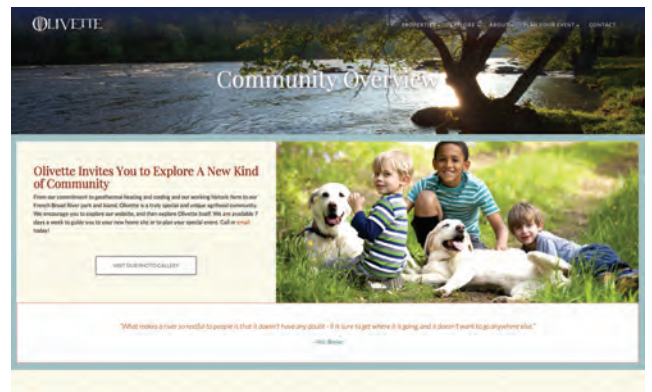 OLIVETTE
PROPERTIES EXPLORE ABOUT PLAN YOUR EVENT CONTACT
Community Overview
Olivette Invites You to Explore A New Kind
of Community
From our commitment to geothermal heating and cooling and our working historic farm to our
French Broad River park and island, Olivette is a truly special and unique agrihood community.
We encourage you to explore our website, and then explore Olivette itself. We are available 7
days a week to guide you to your new home site or to plan your special event. Call or email
today!
VISIT OUR PHOTO GALLERY
"What makes a river so restful to people is that it doesn't have any doubt - it is sure to get where it is going, and it doesn't want to go anywhere else."